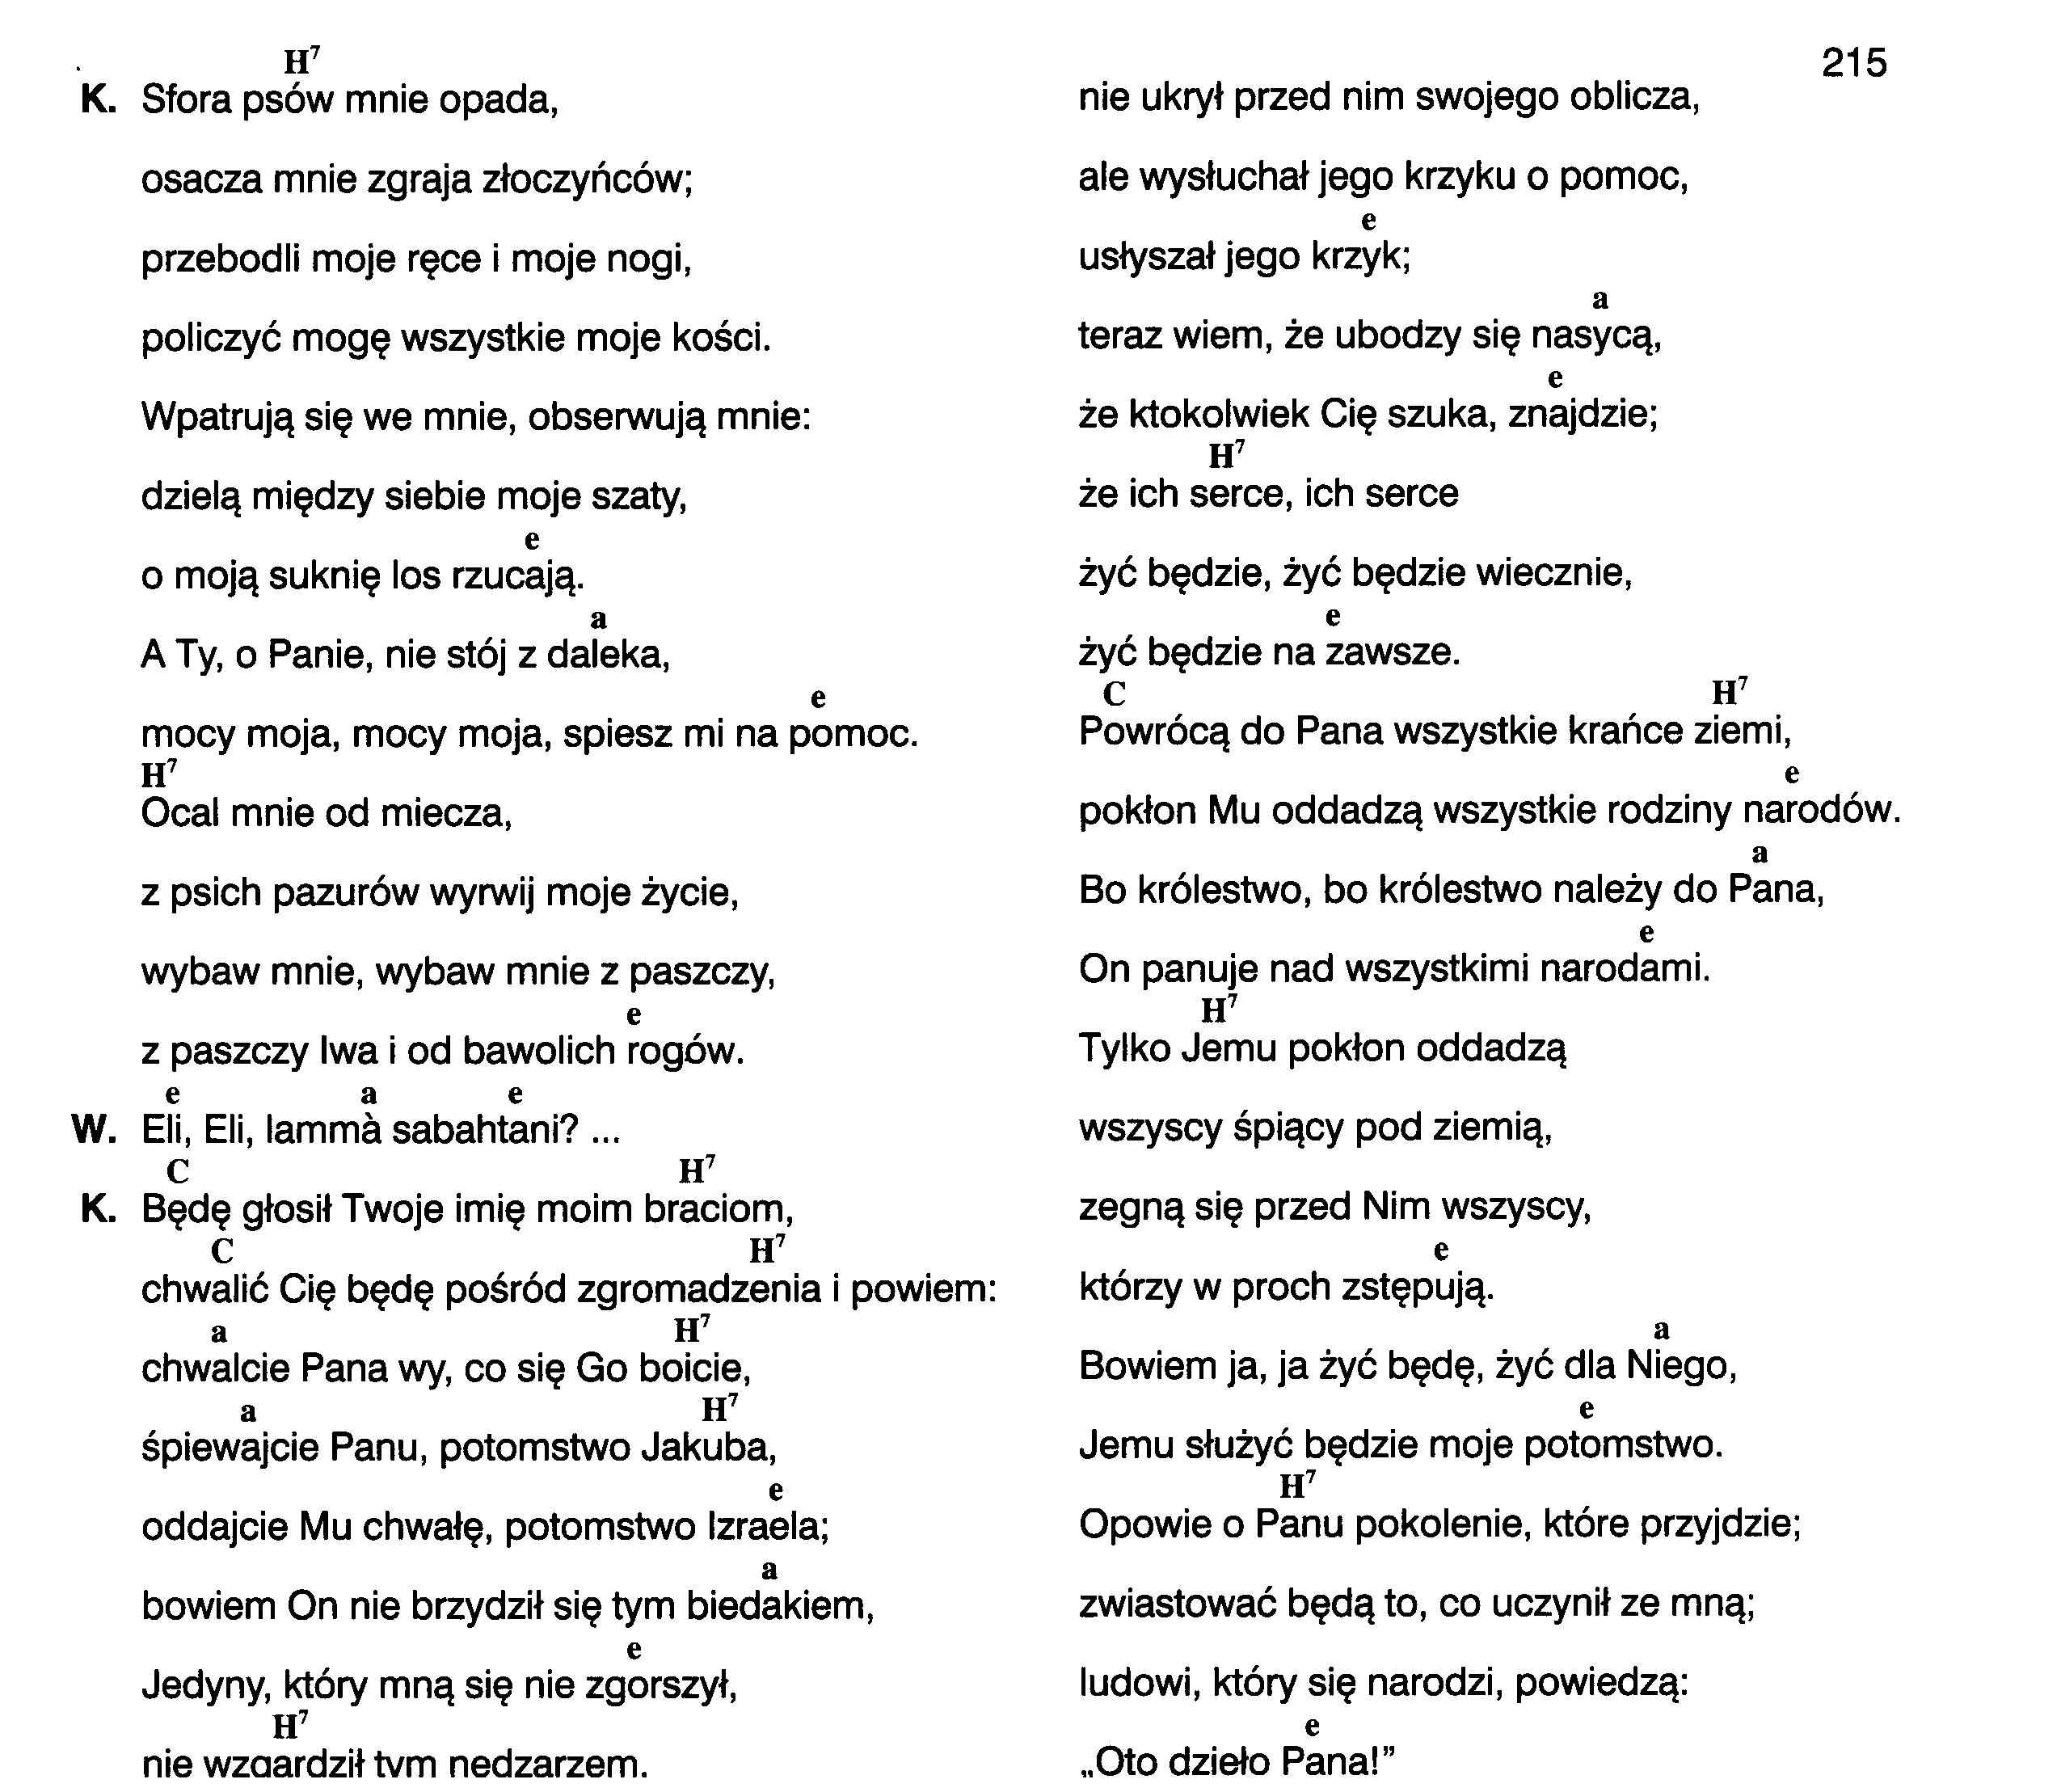 H⁷
K. Sfora psów mnie opada,
osacza mnie zgraja złoczyńców;
przebodli moje ręce i moje nogi,
policzyć mogę wszystkie moje kości.
Wpatrują się we mnie, obserwują mnie:
dzielą między siebie moje szaty,
e
o moją suknię los rzucają.
a
A Ty, o Panie, nie stój z daleka,
e
mocy moja, mocy moja, spiesz mi na pomoc.
H⁷
Ocal mnie od miecza,
z psich pazurów wyrwij moje życie,
wybaw mnie, wybaw mnie z paszczy,
e
z paszczy lwa i od bawolich rogów.
e a e
W. Eli, Eli, lammà sabahtani? ...
C H⁷
K. Będę głosił Twoje imię moim braciom,
C H⁷
chwalić Cię będę pośród zgromadzenia i powiem:
a H⁷
chwalcie Pana wy, co się Go boicie,
a H⁷
śpiewajcie Panu, potomstwo Jakuba,
e
oddajcie Mu chwałę, potomstwo Izraela;
a
bowiem On nie brzydził się tym biedakiem,
e
Jedyny, który mną się nie zgorszył,
H⁷
nie wzgardził tym nędzarzem.
215
nie ukrył przed nim swojego oblicza,
ale wysłuchał jego krzyku o pomoc,
e
usłyszał jego krzyk;
a
teraz wiem, że ubodzy się nasycą,
e
że ktokolwiek Cię szuka, znajdzie;
H⁷
że ich serce, ich serce
żyć będzie, żyć będzie wiecznie,
e
żyć będzie na zawsze.
C H⁷
Powrócą do Pana wszystkie krańce ziemi,
e
pokłon Mu oddadzą wszystkie rodziny narodów.
a
Bo królestwo, bo królestwo należy do Pana,
e
On panuje nad wszystkimi narodami.
H⁷
Tylko Jemu pokłon oddadzą
wszyscy śpiący pod ziemią,
zegną się przed Nim wszyscy,
e
którzy w proch zstępują.
a
Bowiem ja, ja żyć będę, żyć dla Niego,
e
Jemu służyć będzie moje potomstwo.
H⁷
Opowie o Panu pokolenie, które przyjdzie;
zwiastować będą to, co uczynił ze mną;
ludowi, który się narodzi, powiedzą:
e
„Oto dzieło Pana!”